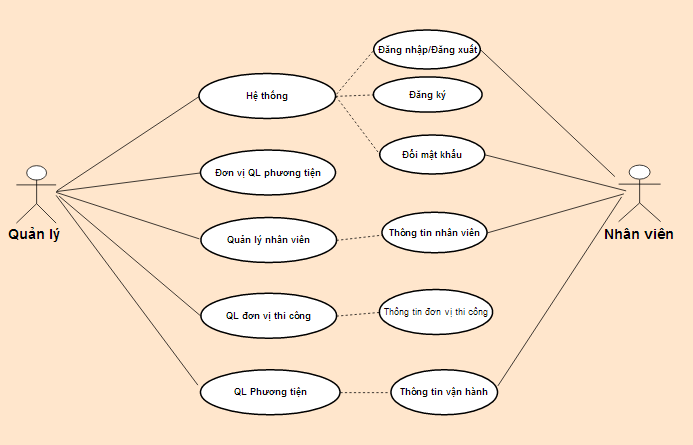 Đăng nhập/Đăng xuất
Hệ thống
Đăng ký
Đổi mật khẩu
Đơn vị QL phương tiện
Quản lý
Nhân viên
Quản lý nhân viên
Thông tin nhân viên
QL đơn vị thi công
Thông tin đơn vị thi công
QL Phương tiện
Thông tin vận hành